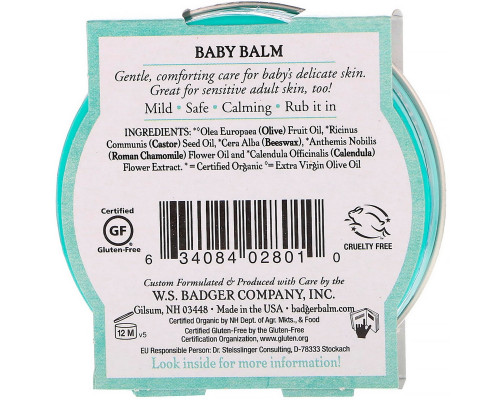 BABY BALM
Gentle, comforting care for baby's delicate skin.
Great for sensitive adult skin, too!
Mild • Safe • Calming • Rub it in
INGREDIENTS: *°Olea Europaea (Olive) Fruit Oil, *Ricinus
Communis (Castor) Seed Oil, *Cera Alba (Beeswax), *Anthemis Nobilis
(Roman Chamomile) Flower Oil and *Calendula Officinalis (Calendula)
Flower Extract. * = Certified Organic °= Extra Virgin Olive Oil
Certified
GF
Gluten-Free
6 34084 02801 0
CRUELTY FREE
Custom Formulated & Produced with Care by the
W.S. BADGER COMPANY, INC.
Gilsum, NH 03448 • Made in the USA • badgerbalm.com
Certified Organic by NH Dept. of Agr. Mkts., & Food
Certified Gluten-Free by the Gluten-Free
Certification Organization, www.gluten.org
12 M v5
EU Responsible Person: Dr. Steisslinger Consulting, D-78333 Stockach
Look inside for more information!